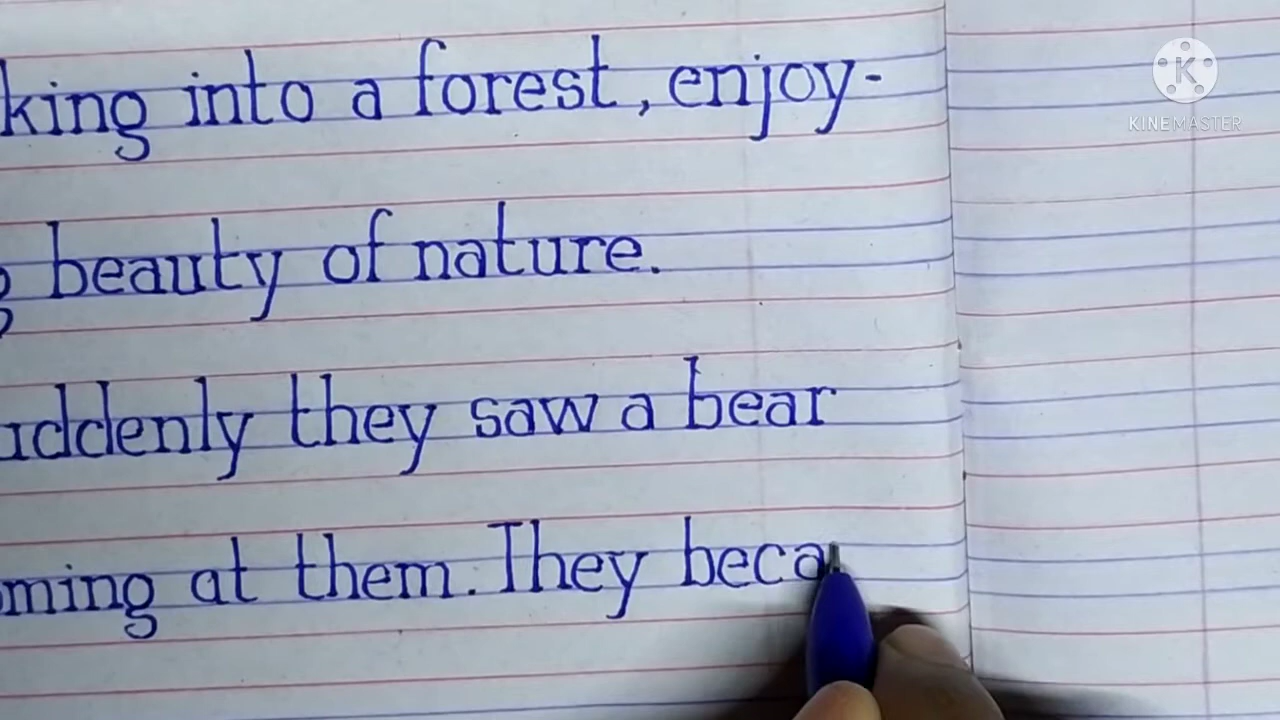 king into a forest, enjoy-
beauty of nature.
uddenly they saw a bear
ming at them. They beca
KINEMASTER